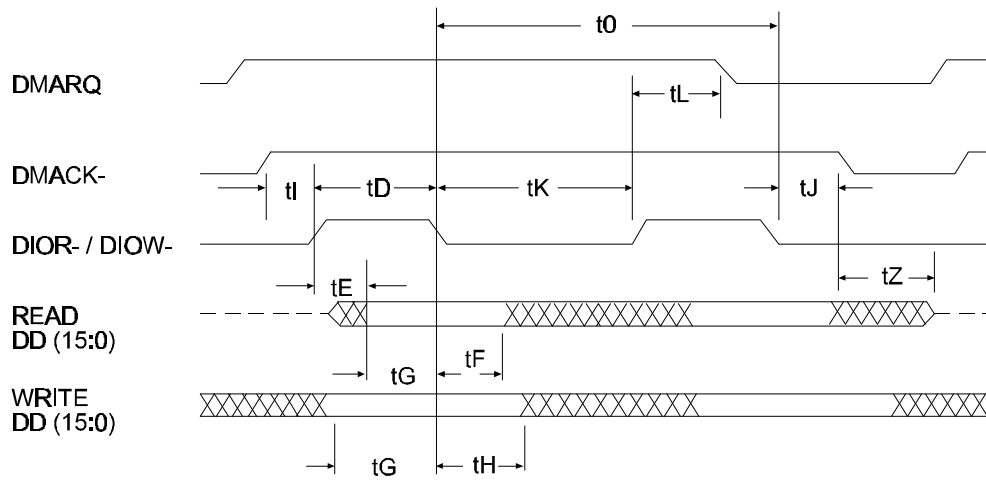 t0
DMARQ
tL
DMACK-
tI
tD
tK
tJ
DIOR- / DIOW-
tE
tZ
READ
DD (15:0)
tG
tF
WRITE
DD (15:0)
tG
tH